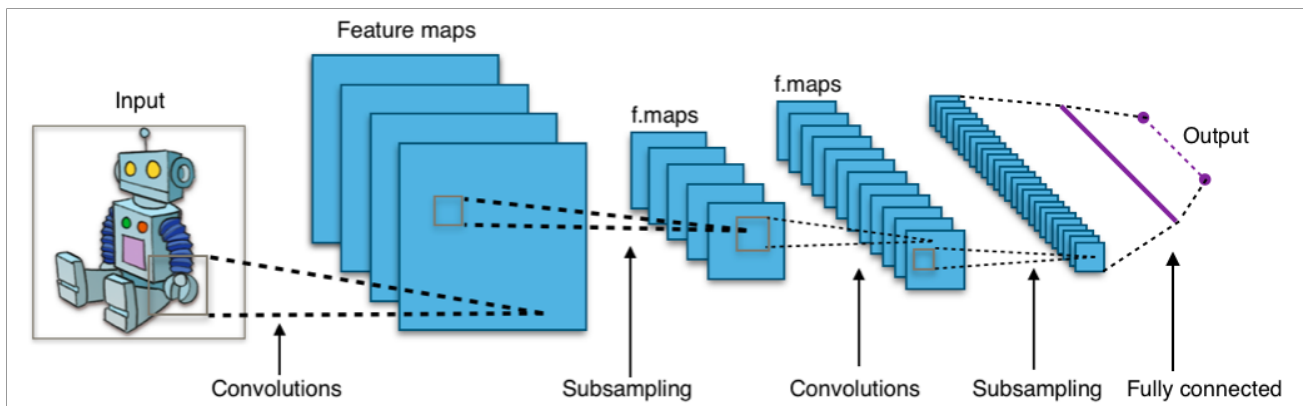 Feature maps
f.maps
Input
f.maps
Output
Convolutions
Subsampling
Convolutions
Subsampling
Fully connected